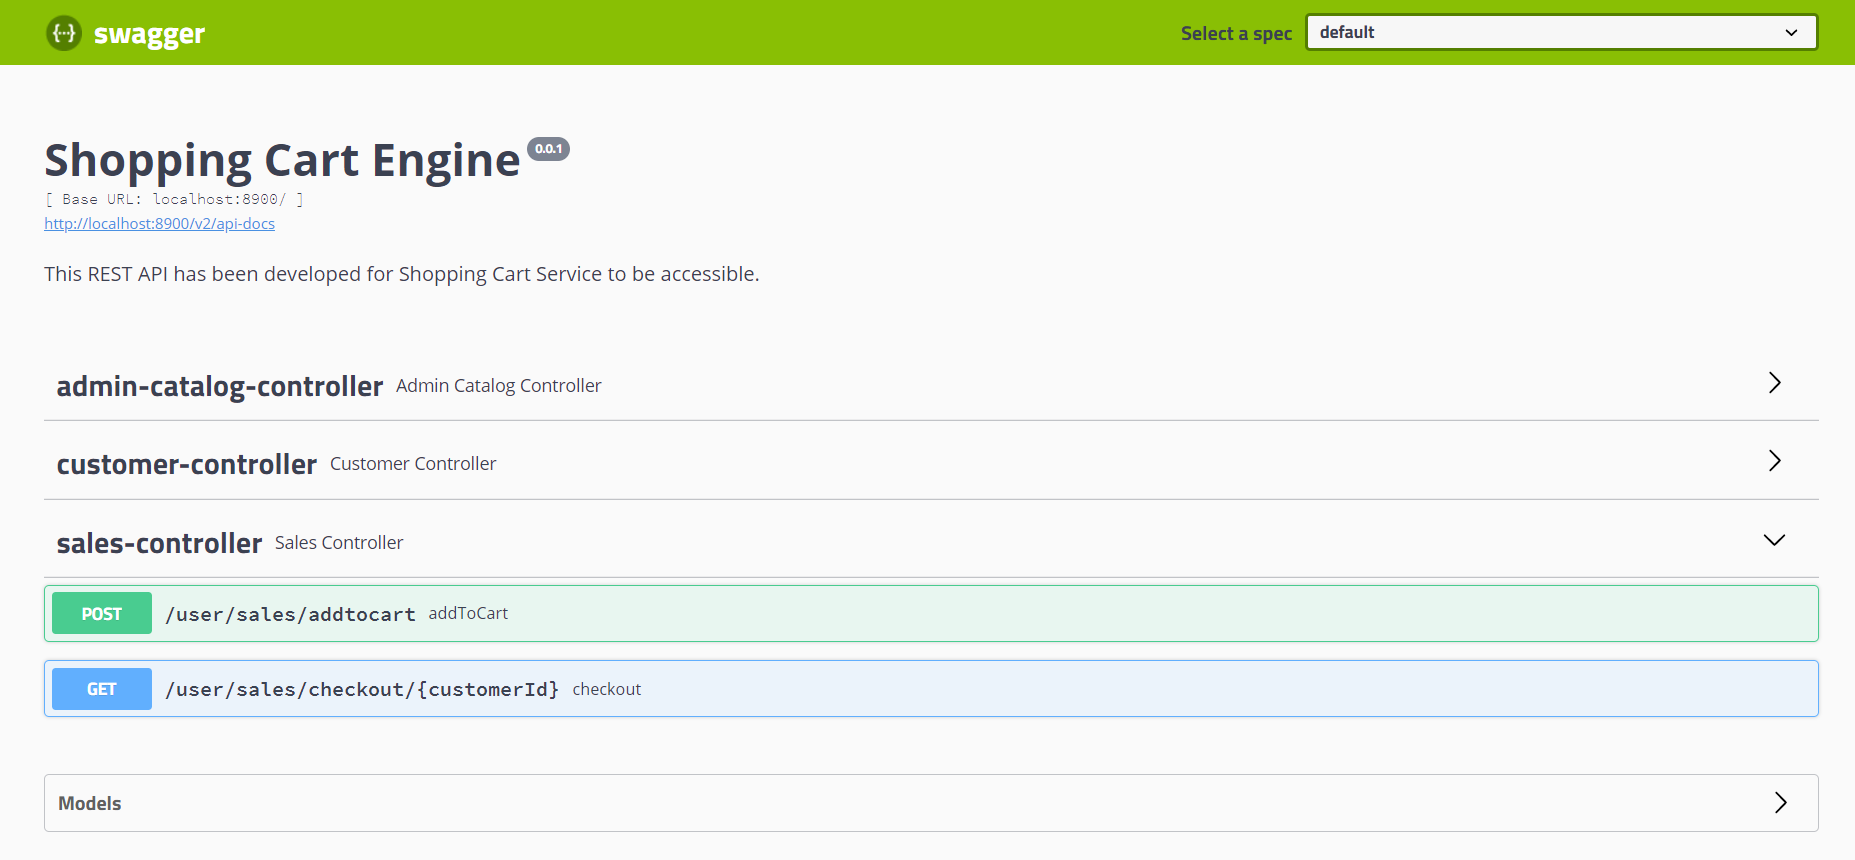 {···} swagger
Select a spec default
Shopping Cart Engine 0.0.1
[ Base URL: localhost:8900/ ]
http://localhost:8900/v2/api-docs
This REST API has been developed for Shopping Cart Service to be accessible.
admin-catalog-controller Admin Catalog Controller
customer-controller Customer Controller
sales-controller Sales Controller
POST /user/sales/addtocart addToCart
GET /user/sales/checkout/{customerId} checkout
Models